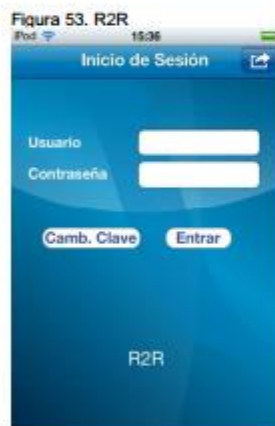 Figura 53. R2R
iPod 15:36
Inicio de Sesión
Usuario
Contraseña
Camb. Clave Entrar
R2R